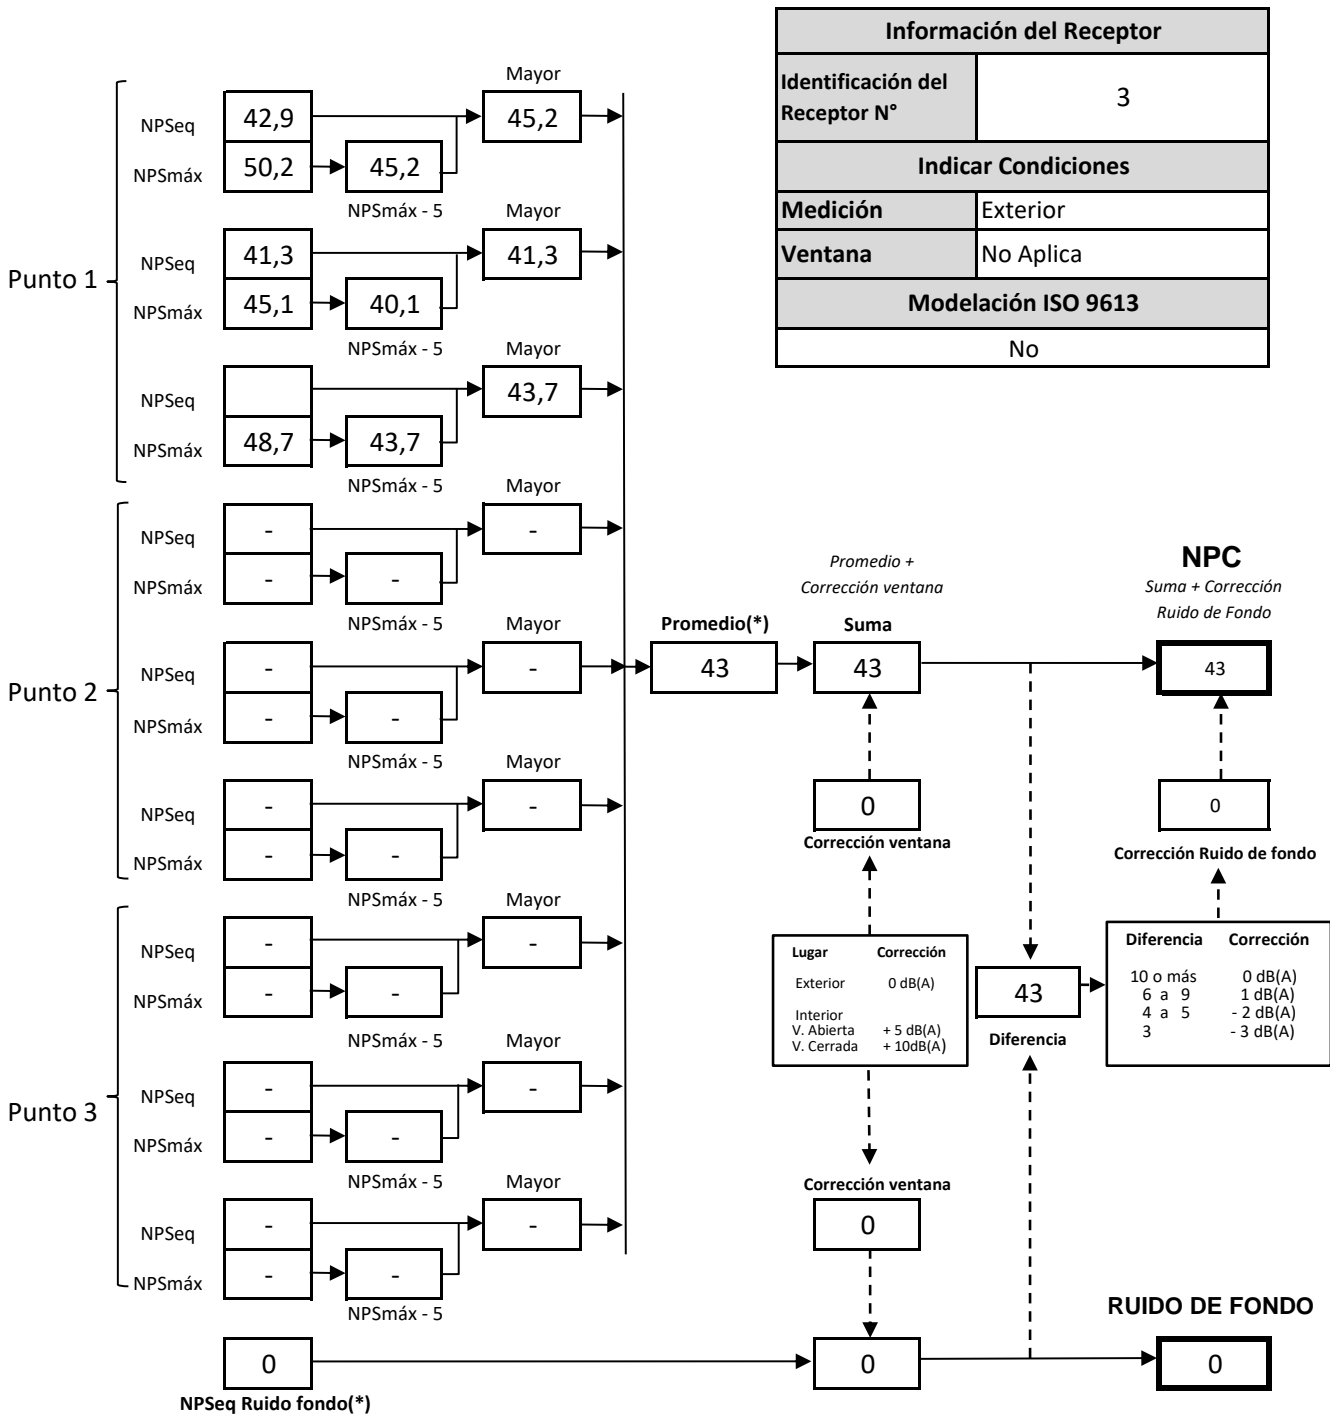 Información del Receptor
Identificación del
Receptor N°
3
Indicar Condiciones
Medición Exterior
Ventana No Aplica
Modelación ISO 9613
No
Punto 1
Mayor
NPSeq 42,9 45,2
NPSmáx 50,2 45,2
NPSmáx - 5
Mayor
NPSeq 41,3 41,3
NPSmáx 45,1 40,1
NPSmáx - 5
Mayor
NPSeq 43,7
NPSmáx 48,7 43,7
NPSmáx - 5
Punto 2
Mayor
NPSeq - -
NPSmáx - -
NPSmáx - 5
Mayor
NPSeq - -
NPSmáx - -
NPSmáx - 5
Mayor
NPSeq - -
NPSmáx - -
NPSmáx - 5
Punto 3
Mayor
NPSeq - -
NPSmáx - -
NPSmáx - 5
Mayor
NPSeq - -
NPSmáx - -
NPSmáx - 5
Mayor
NPSeq - -
NPSmáx - -
NPSmáx - 5
Promedio(*)
43
Promedio +
Corrección ventana
Suma
43
NPC
Suma + Corrección
Ruido de Fondo
43
0
Corrección ventana
0
Corrección Ruido de fondo
Lugar Corrección
Exterior 0 dB(A)
Interior
V. Abierta + 5 dB(A)
V. Cerrada + 10dB(A)
43
Diferencia
Diferencia Corrección
10 o más 0 dB(A)
6 a 9 1 dB(A)
4 a 5 - 2 dB(A)
3 - 3 dB(A)
Corrección ventana
0
RUIDO DE FONDO
0 0 0
NPSeq Ruido fondo(*)